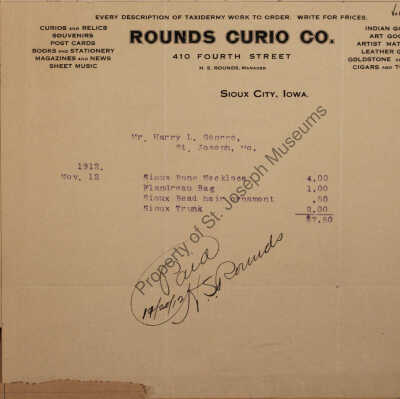 EVERY DESCRIPTION OF TAXIDERMY WORK TO ORDER. WRITE FOR PRICES.
CURIOS AND RELICS
SOUVENIRS
POST CARDS
BOOKS AND STATIONERY
MAGAZINES AND NEWS
SHEET MUSIC
ROUNDS CURIO CO.
410 FOURTH STREET
H. S. ROUNDS, MANAGER
INDIAN GO
ART GOO
ARTIST MAT
LEATHER G
GOLDSTONE AND
CIGARS AND TO
SIOUX CITY, IOWA.
Mr. Harry L. George,
St. Joseph, Mo.
1912.
Nov. 12 Sioux Bone Necklace 4.00
Flandreau Bag 1.00
Sioux Bead hair ornament .50
Sioux Trunk 2.00
$7.50
Paid
H. S. Rounds
Property of St. Joseph Museums